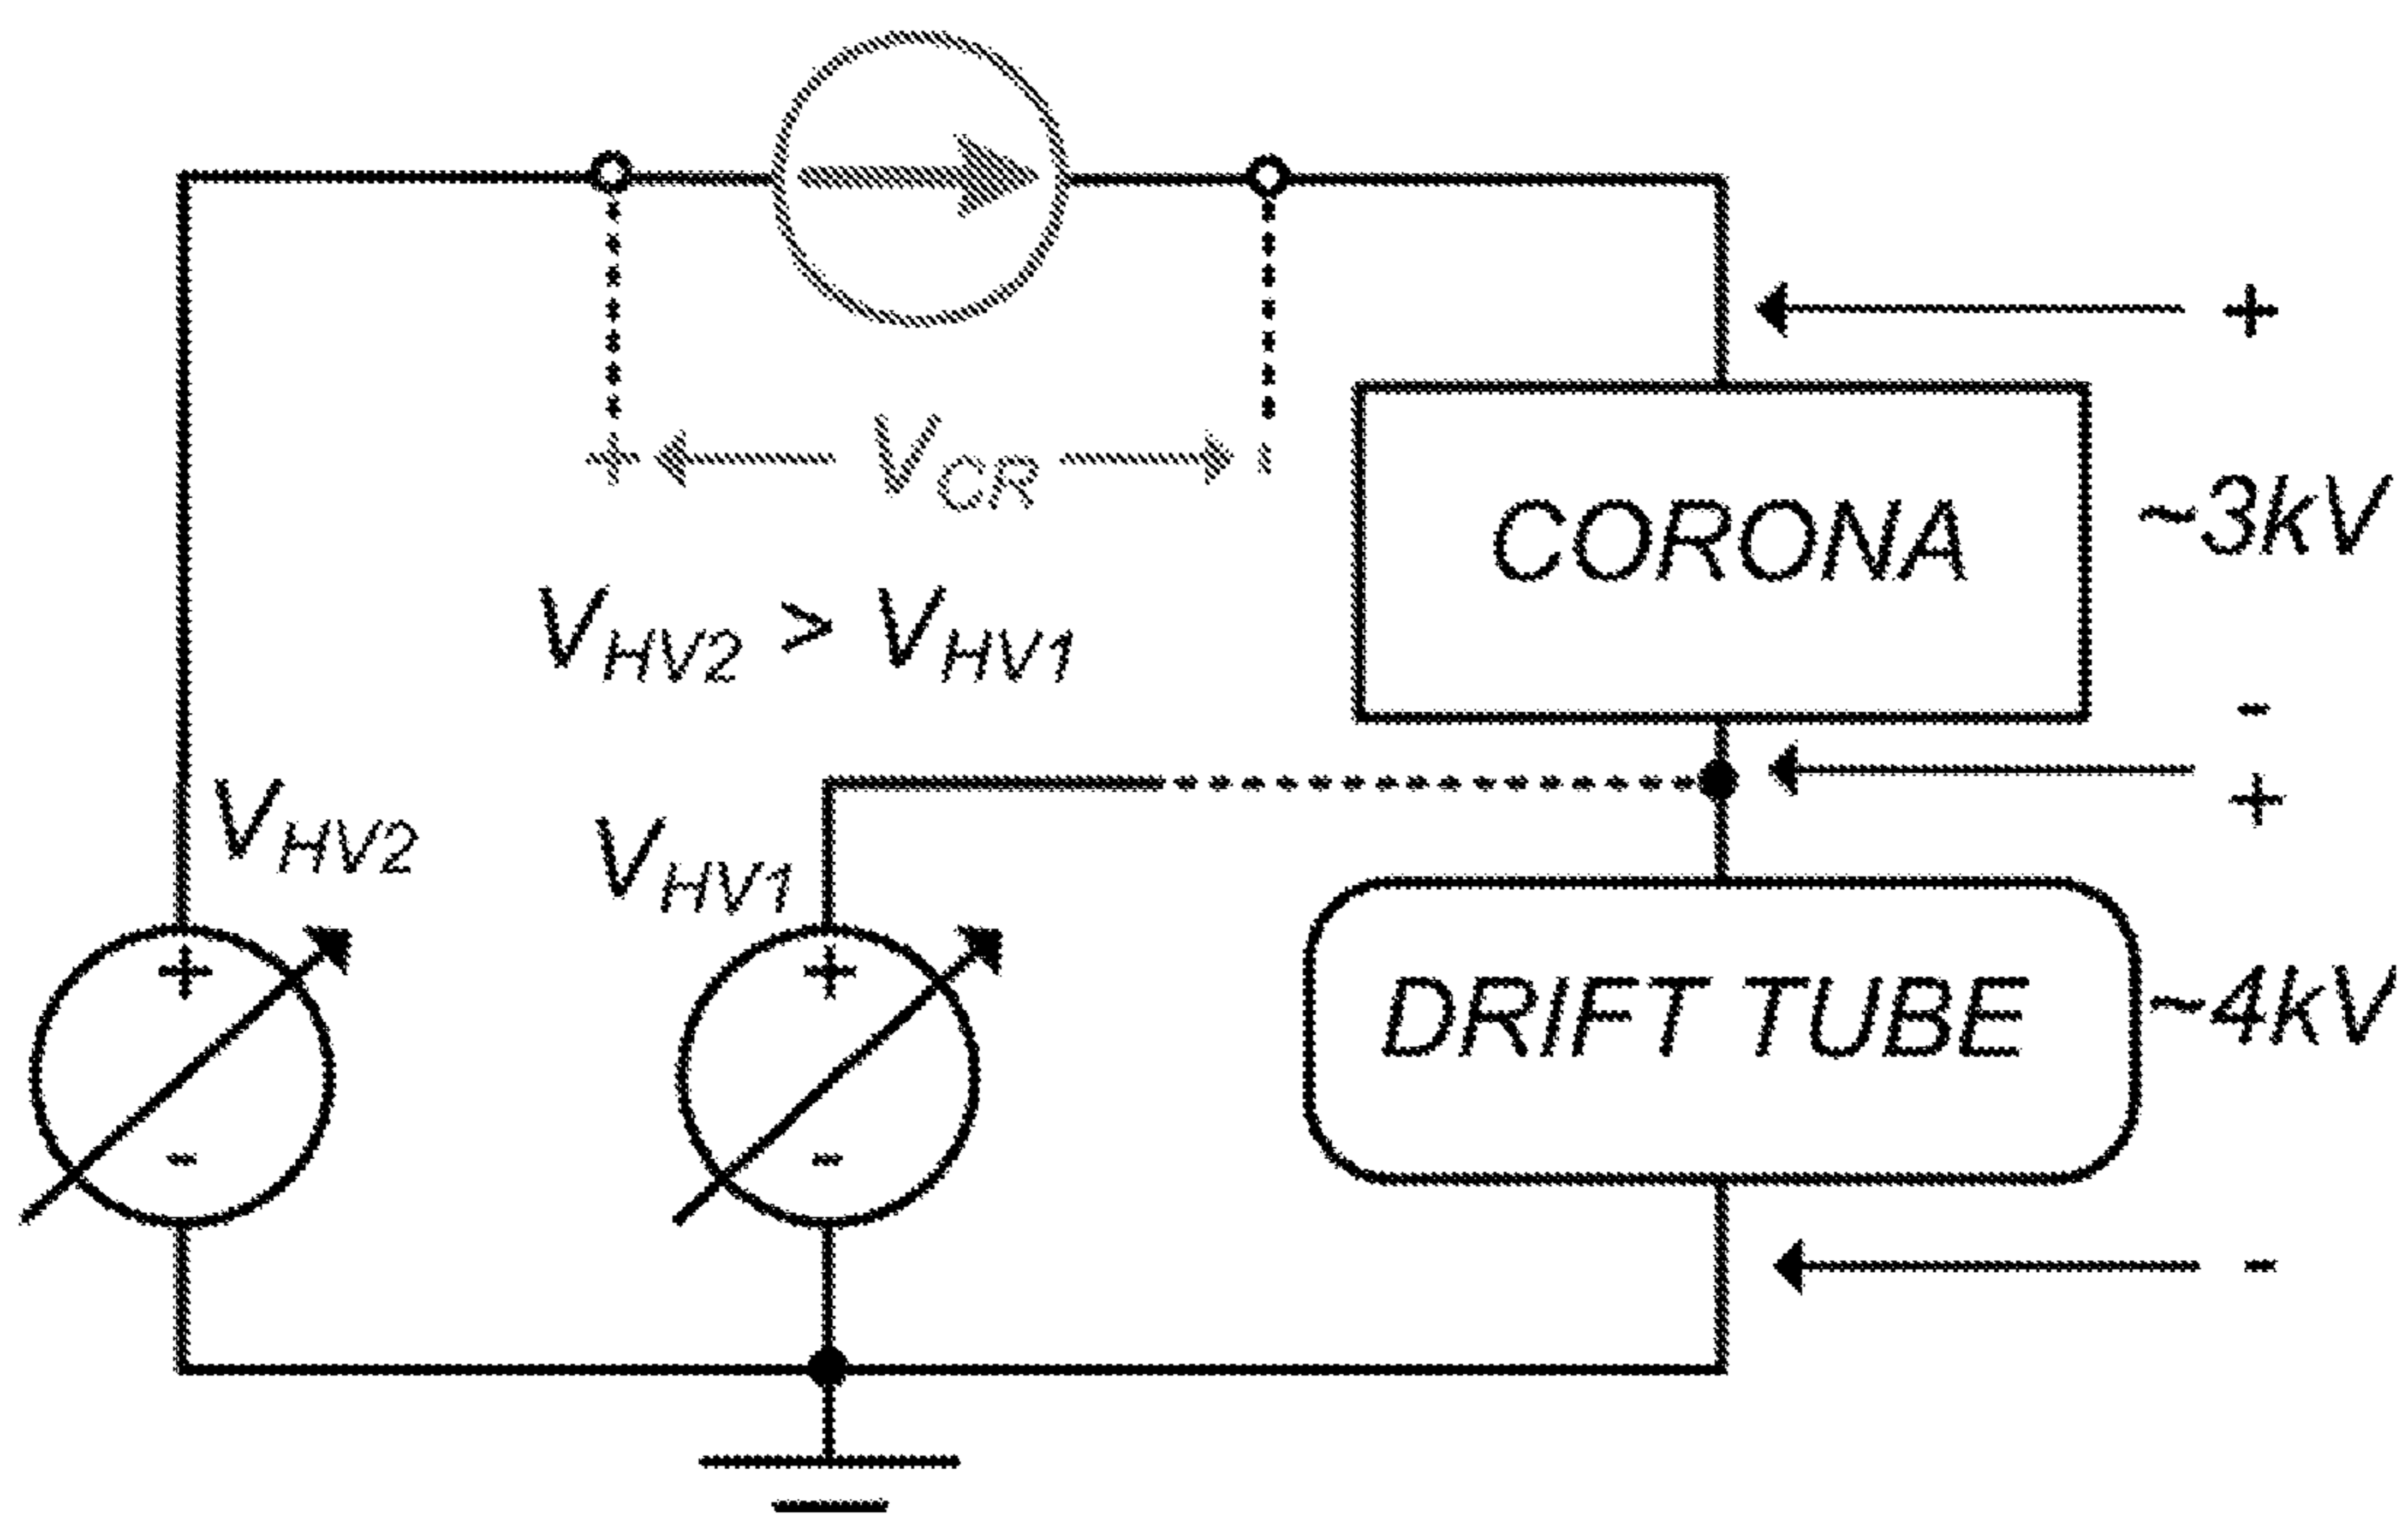 +
+ V_CR -
CORONA
~3kV
V_HV2 > V_HV1
-
+
V_HV2
V_HV1
+
-
+
-
DRIFT TUBE
~4kV
-